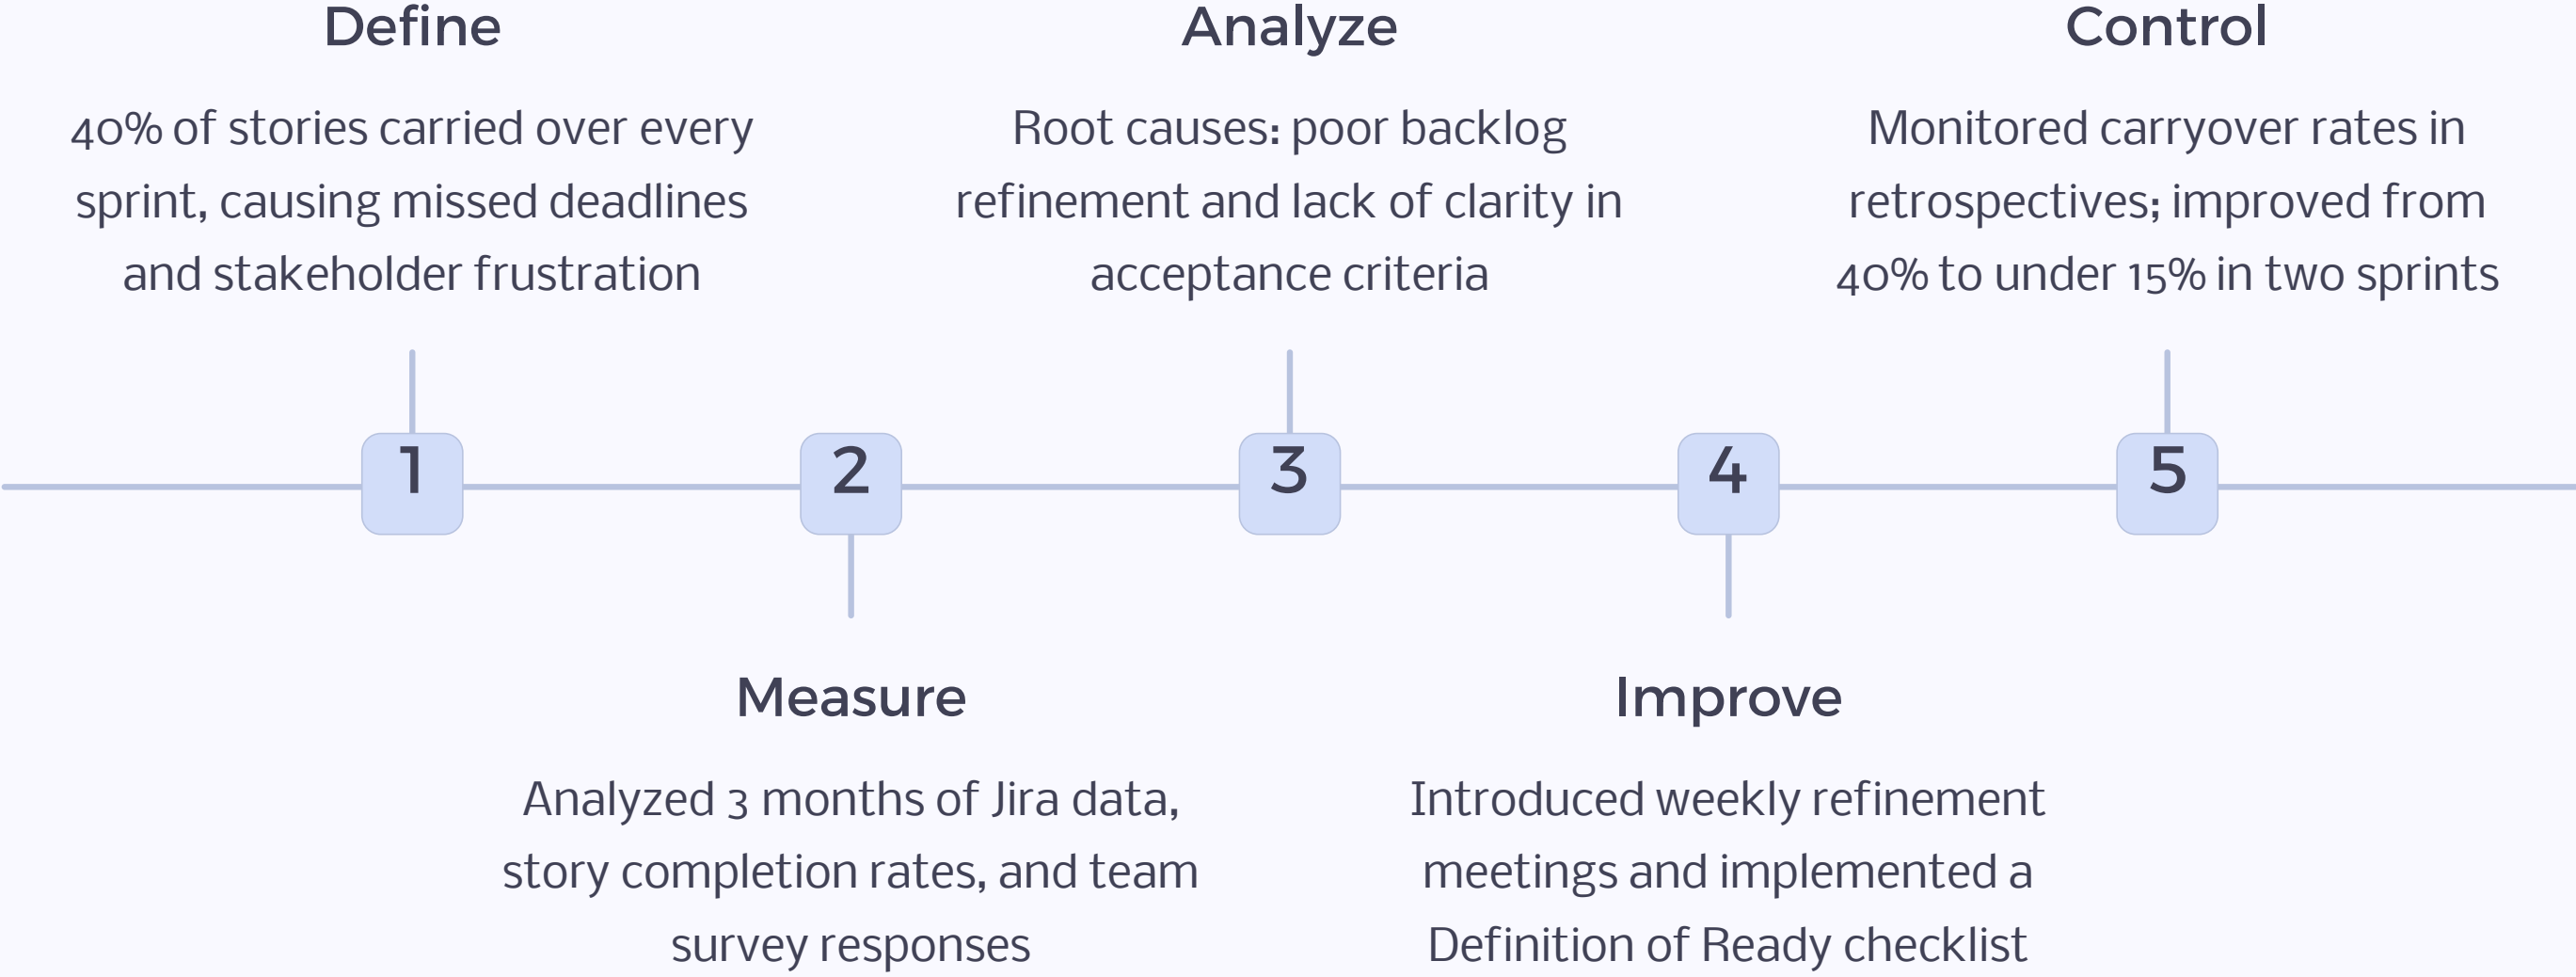 Define
40% of stories carried over every
sprint, causing missed deadlines
and stakeholder frustration
Analyze
Root causes: poor backlog
refinement and lack of clarity in
acceptance criteria
Control
Monitored carryover rates in
retrospectives; improved from
40% to under 15% in two sprints
1
2
3
4
5
Measure
Analyzed 3 months of Jira data,
story completion rates, and team
survey responses
Improve
Introduced weekly refinement
meetings and implemented a
Definition of Ready checklist